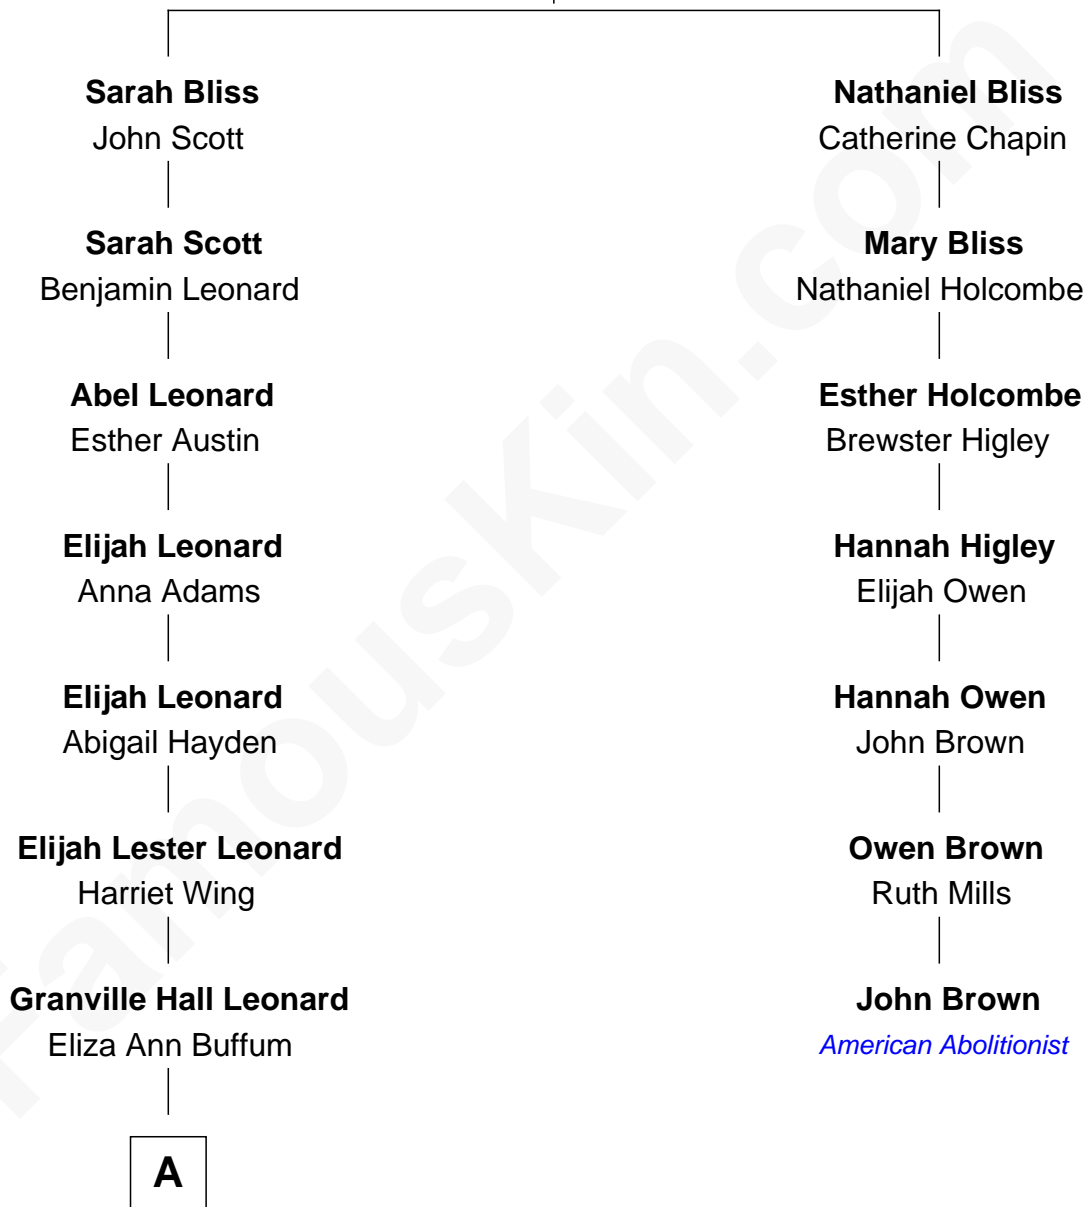 Sarah Bliss
John Scott
Sarah Scott
Benjamin Leonard
Abel Leonard
Esther Austin
Elijah Leonard
Anna Adams
Elijah Leonard
Abigail Hayden
Elijah Lester Leonard
Harriet Wing
Granville Hall Leonard
Eliza Ann Buffum
A
Nathaniel Bliss
Catherine Chapin
Mary Bliss
Nathaniel Holcombe
Esther Holcombe
Brewster Higley
Hannah Higley
Elijah Owen
Hannah Owen
John Brown
Owen Brown
Ruth Mills
John Brown
American Abolitionist
FamousKin.com